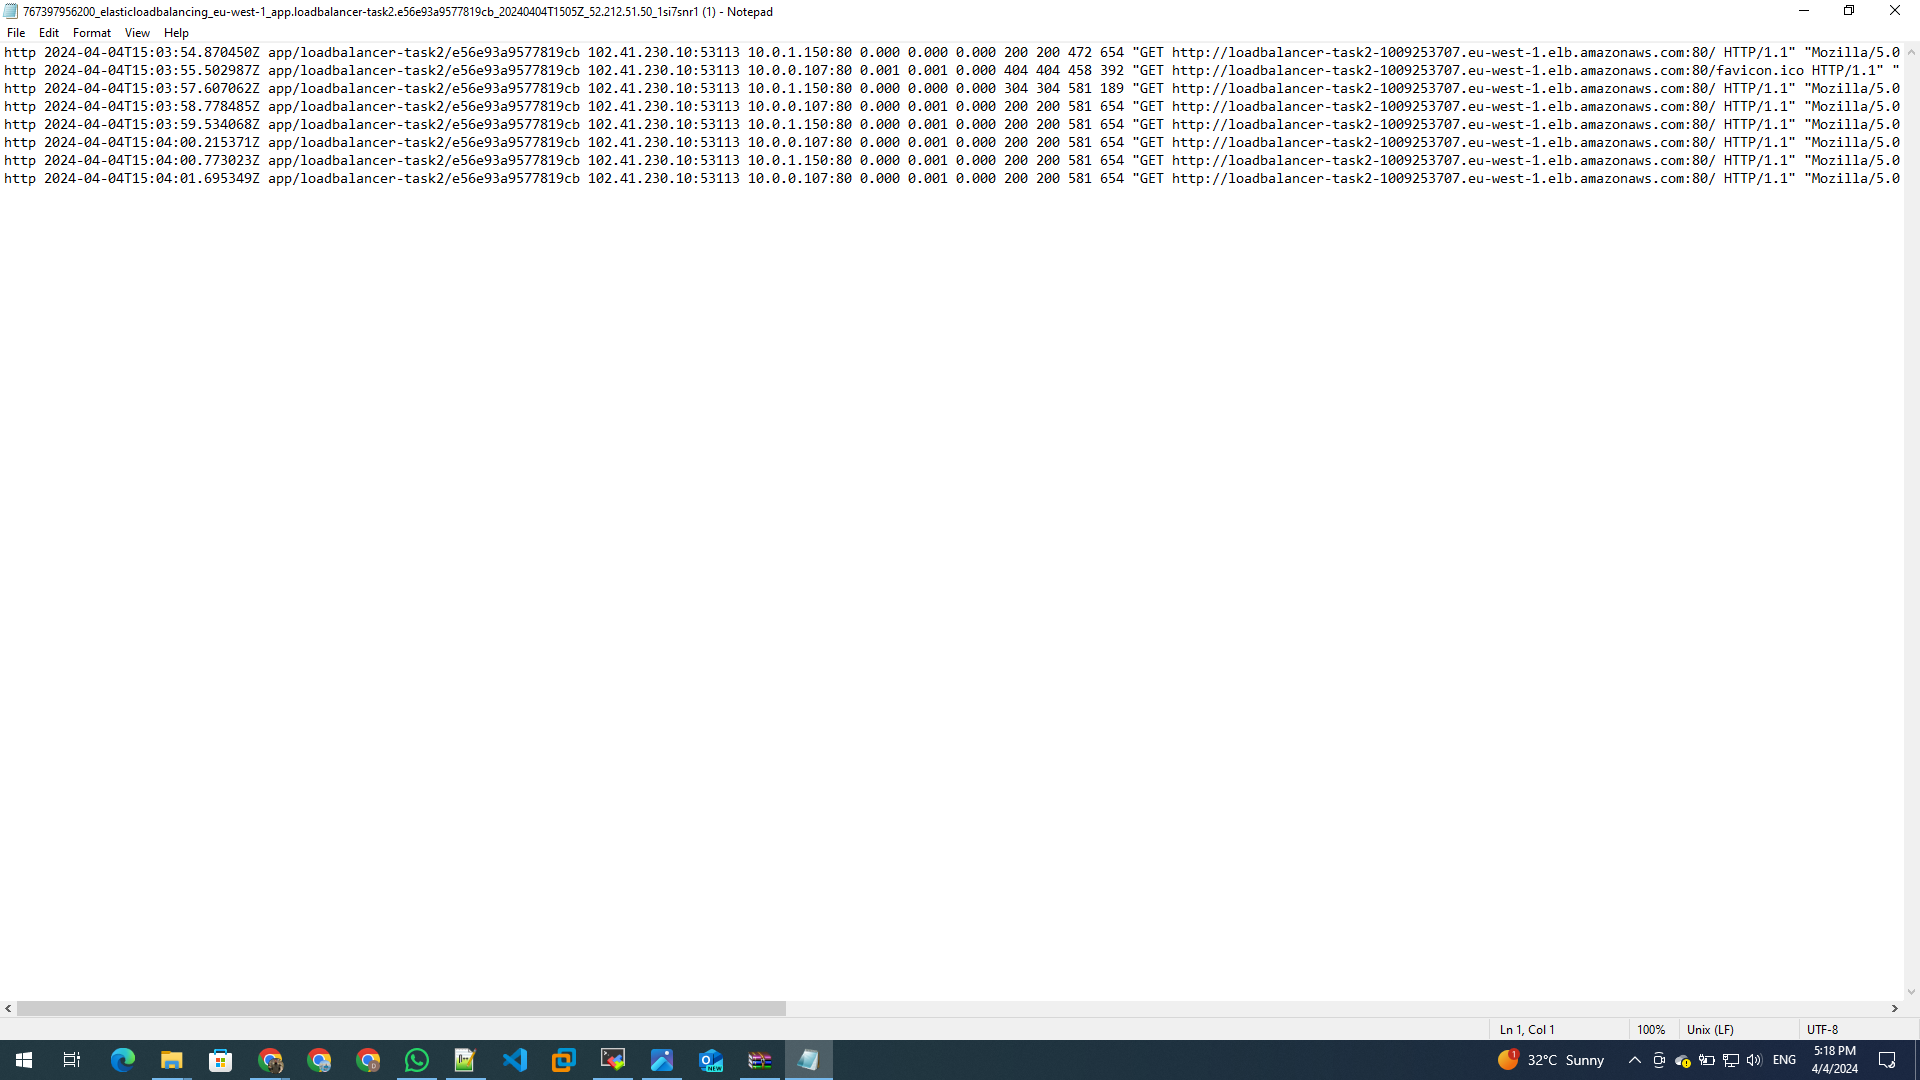 767397956200_elasticloadbalancing_eu-west-1_app.loadbalancer-task2.e56e93a9577819cb_20240404T1505Z_52.212.51.50_1si7snr1 (1) - Notepad
File Edit Format View Help
http 2024-04-04T15:03:54.870450Z app/loadbalancer-task2/e56e93a9577819cb 102.41.230.10:53113 10.0.1.150:80 0.000 0.000 0.000 200 200 472 654 "GET http://loadbalancer-task2-1009253707.eu-west-1.elb.amazonaws.com:80/ HTTP/1.1" "Mozilla/5.0
http 2024-04-04T15:03:55.502987Z app/loadbalancer-task2/e56e93a9577819cb 102.41.230.10:53113 10.0.0.107:80 0.001 0.001 0.000 404 404 458 392 "GET http://loadbalancer-task2-1009253707.eu-west-1.elb.amazonaws.com:80/favicon.ico HTTP/1.1" "
http 2024-04-04T15:03:57.607062Z app/loadbalancer-task2/e56e93a9577819cb 102.41.230.10:53113 10.0.1.150:80 0.000 0.000 0.000 304 304 581 189 "GET http://loadbalancer-task2-1009253707.eu-west-1.elb.amazonaws.com:80/ HTTP/1.1" "Mozilla/5.0
http 2024-04-04T15:03:58.778485Z app/loadbalancer-task2/e56e93a9577819cb 102.41.230.10:53113 10.0.0.107:80 0.000 0.001 0.000 200 200 581 654 "GET http://loadbalancer-task2-1009253707.eu-west-1.elb.amazonaws.com:80/ HTTP/1.1" "Mozilla/5.0
http 2024-04-04T15:03:59.534068Z app/loadbalancer-task2/e56e93a9577819cb 102.41.230.10:53113 10.0.1.150:80 0.000 0.001 0.000 200 200 581 654 "GET http://loadbalancer-task2-1009253707.eu-west-1.elb.amazonaws.com:80/ HTTP/1.1" "Mozilla/5.0
http 2024-04-04T15:04:00.215371Z app/loadbalancer-task2/e56e93a9577819cb 102.41.230.10:53113 10.0.0.107:80 0.000 0.001 0.000 200 200 581 654 "GET http://loadbalancer-task2-1009253707.eu-west-1.elb.amazonaws.com:80/ HTTP/1.1" "Mozilla/5.0
http 2024-04-04T15:04:00.773023Z app/loadbalancer-task2/e56e93a9577819cb 102.41.230.10:53113 10.0.1.150:80 0.000 0.001 0.000 200 200 581 654 "GET http://loadbalancer-task2-1009253707.eu-west-1.elb.amazonaws.com:80/ HTTP/1.1" "Mozilla/5.0
http 2024-04-04T15:04:01.695349Z app/loadbalancer-task2/e56e93a9577819cb 102.41.230.10:53113 10.0.0.107:80 0.000 0.001 0.000 200 200 581 654 "GET http://loadbalancer-task2-1009253707.eu-west-1.elb.amazonaws.com:80/ HTTP/1.1" "Mozilla/5.0
Ln 1, Col 1 100% Unix (LF) UTF-8
1 32°C Sunny ENG 5:18 PM
4/4/2024